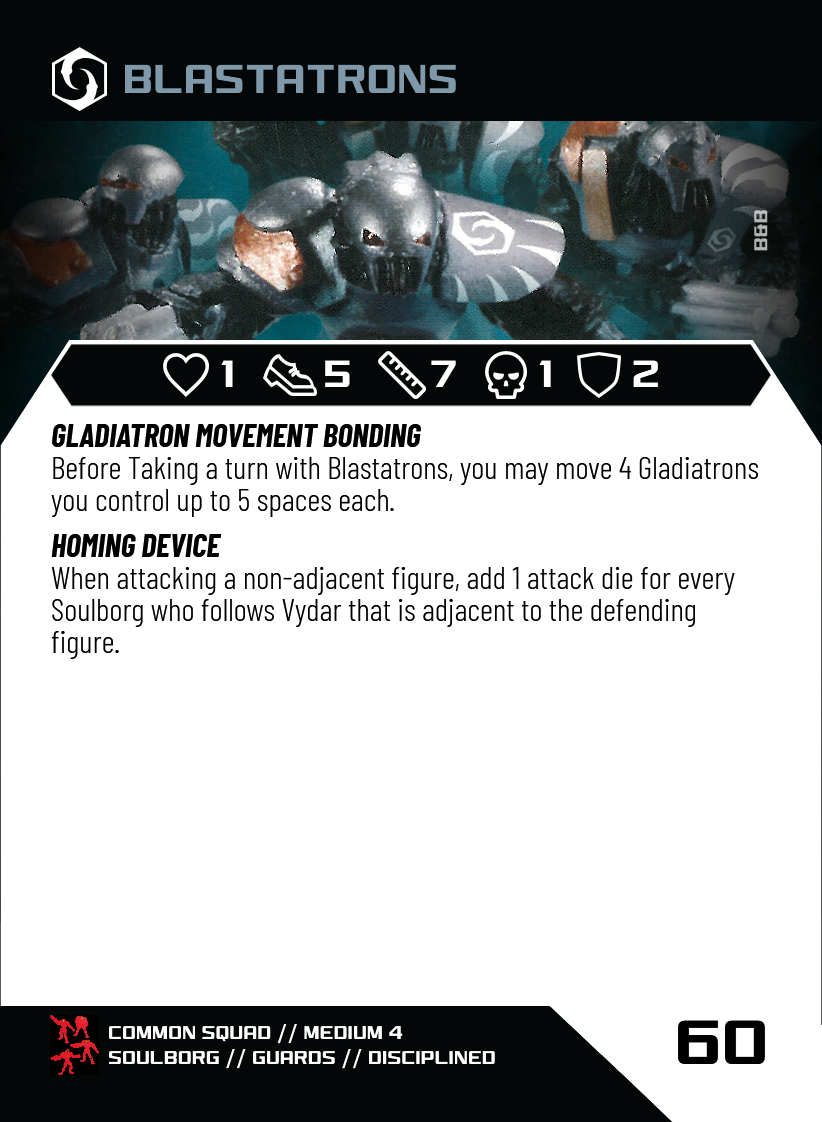 BLASTATRONS
B&B
1 5 7 1 2
GLADIATRON MOVEMENT BONDING
Before Taking a turn with Blastatrons, you may move 4 Gladiatrons
you control up to 5 spaces each.
HOMING DEVICE
When attacking a non-adjacent figure, add 1 attack die for every
Soulborg who follows Vydar that is adjacent to the defending
figure.
COMMON SQUAD // MEDIUM 4
SOULBORG // GUARDS // DISCIPLINED
60